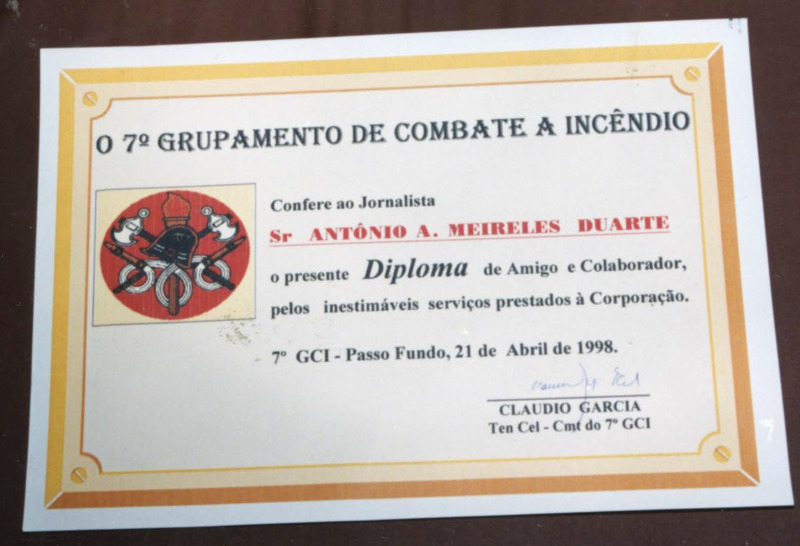 O 7º GRUPAMENTO DE COMBATE A INCÊNDIO
Confere ao Jornalista
Sr ANTÔNIO A. MEIRELES DUARTE
o presente Diploma de Amigo e Colaborador,
pelos inestimáveis serviços prestados à Corporação.
7º GCI - Passo Fundo, 21 de Abril de 1998.
CLAUDIO GARCIA
Ten Cel - Cmt do 7º GCI